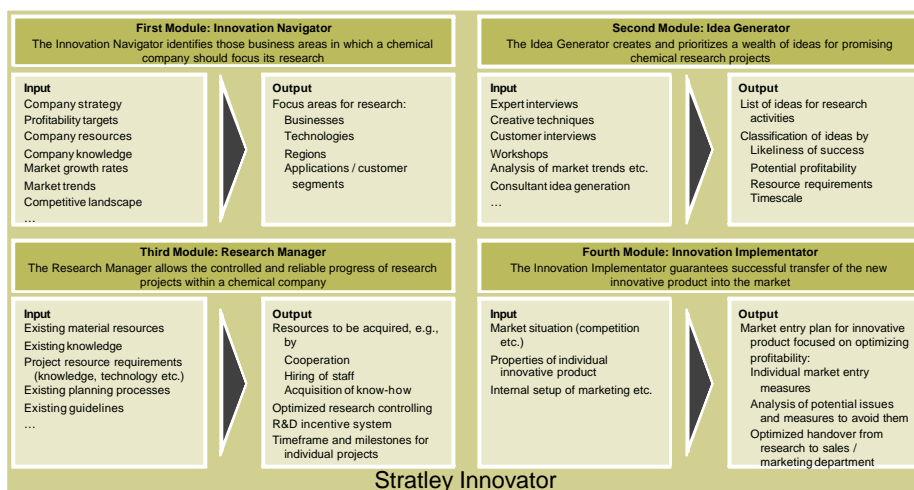 First Module: Innovation Navigator
The Innovation Navigator identifies those business areas in which a chemical
company should focus its research
Input
Company strategy
Profitability targets
Company resources
Company knowledge
Market growth rates
Market trends
Competitive landscape
…
Output
Focus areas for research:
Businesses
Technologies
Regions
Applications / customer
segments
Second Module: Idea Generator
The Idea Generator creates and prioritizes a wealth of ideas for promising
chemical research projects
Input
Expert interviews
Creative techniques
Customer interviews
Workshops
Analysis of market trends etc.
Consultant idea generation
…
Output
List of ideas for research
activities
Classification of ideas by
Likeliness of success
Potential profitability
Resource requirements
Timescale
Third Module: Research Manager
The Research Manager allows the controlled and reliable progress of research
projects within a chemical company
Input
Existing material resources
Existing knowledge
Project resource requirements
(knowledge, technology etc.)
Existing planning processes
Existing guidelines
…
Output
Resources to be acquired, e.g.,
by
Cooperation
Hiring of staff
Acquisition of know-how
Optimized research controlling
R&D incentive system
Timeframe and milestones for
individual projects
Fourth Module: Innovation Implementator
The Innovation Implementator guarantees successful transfer of the new
innovative product into the market
Input
Market situation (competition
etc.)
Properties of individual
innovative product
Internal setup of marketing etc.
Output
Market entry plan for innovative
product focused on optimizing
profitability:
Individual market entry
measures
Analysis of potential issues
and measures to avoid them
Optimized handover from
research to sales /
marketing department
Stratley Innovator